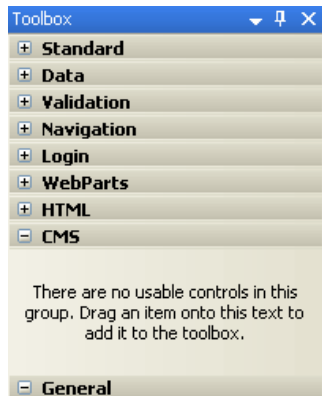 Toolbox
Standard
Data
Validation
Navigation
Login
WebParts
HTML
CMS
There are no usable controls in this
group. Drag an item onto this text to
add it to the toolbox.
General